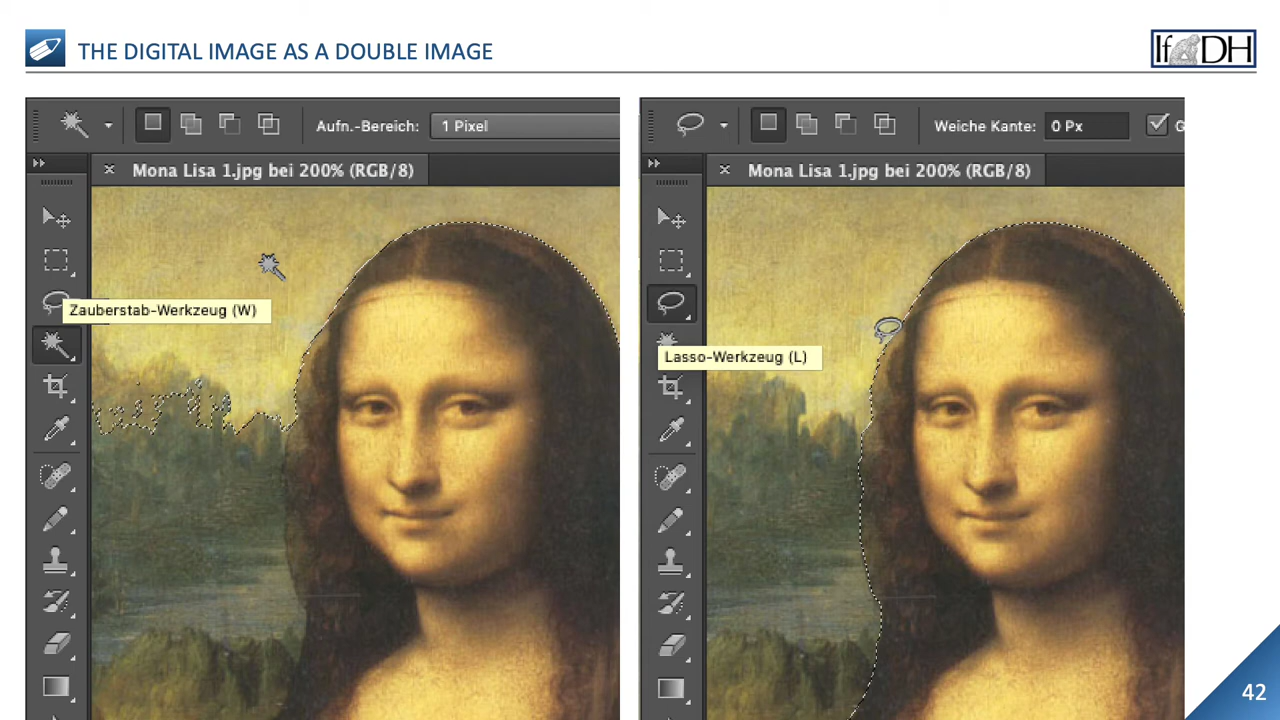 THE DIGITAL IMAGE AS A DOUBLE IMAGE
IfDH
Aufn.-Bereich: 1 Pixel
Mona Lisa 1.jpg bei 200% (RGB/8)
Zauberstab-Werkzeug (W)
Weiche Kante: 0 Px G
Mona Lisa 1.jpg bei 200% (RGB/8)
Lasso-Werkzeug (L)
42